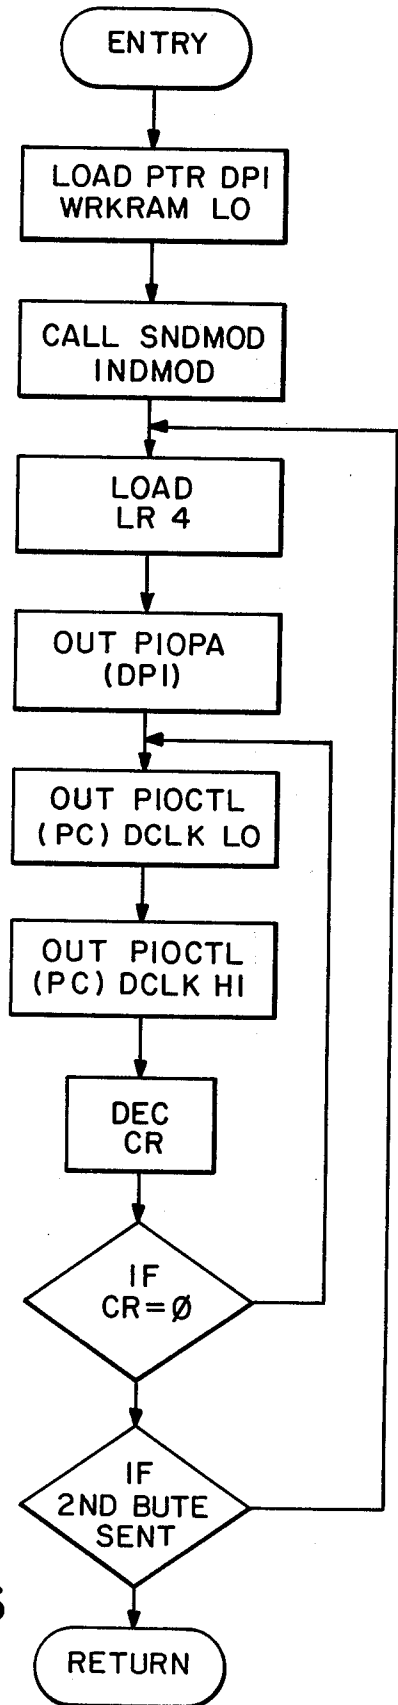 ENTRY
LOAD PTR DPI
WRKRAM LO
CALL SNDMOD
INDMOD
LOAD
LR 4
OUT PIOPA
(DPI)
OUT PIOCTL
(PC) DCLK LO
OUT PIOCTL
(PC) DCLK HI
DEC
CR
IF
CR=Ø
IF
2ND BUTE
SENT
RETURN